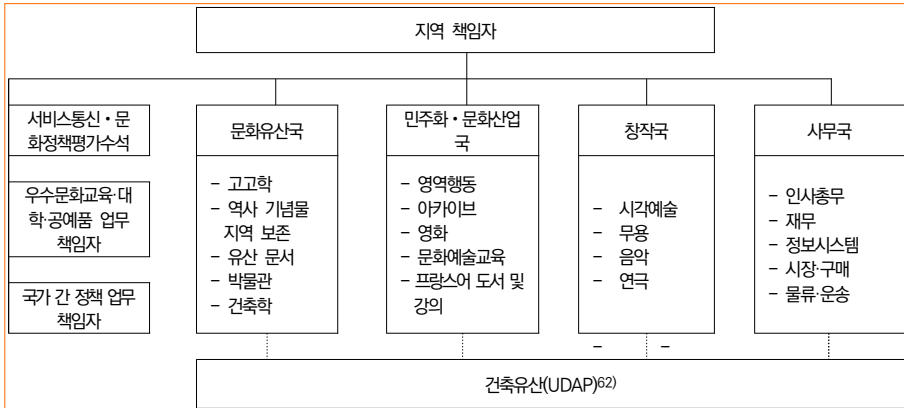 지역 책임자
서비스통신・문
화정책평가수석
우수문화교육·대
학·공예품 업무
책임자
국가 간 정책 업무
책임자
문화유산국
- 고고학
- 역사 기념물
지역 보존
- 유산 문서
- 박물관
- 건축학
민주화・문화산업
국
- 영역행동
- 아카이브
- 영화
- 문화예술교육
- 프랑스어 도서 및
강의
창작국
- 시각예술
- 무용
- 음악
- 연극
- -
사무국
- 인사총무
- 재무
- 정보시스템
- 시장·구매
- 물류·운송
건축유산(UDAP)62)